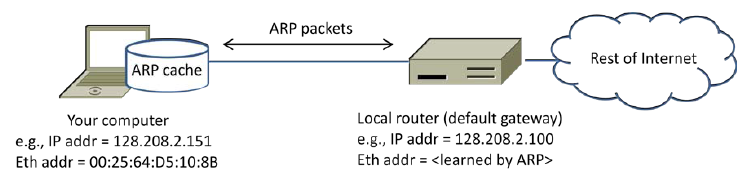 ARP packets
ARP cache
Rest of Internet
Your computer
e.g., IP addr = 128.208.2.151
Eth addr = 00:25:64:D5:10:8B
Local router (default gateway)
e.g., IP addr = 128.208.2.100
Eth addr = <learned by ARP>